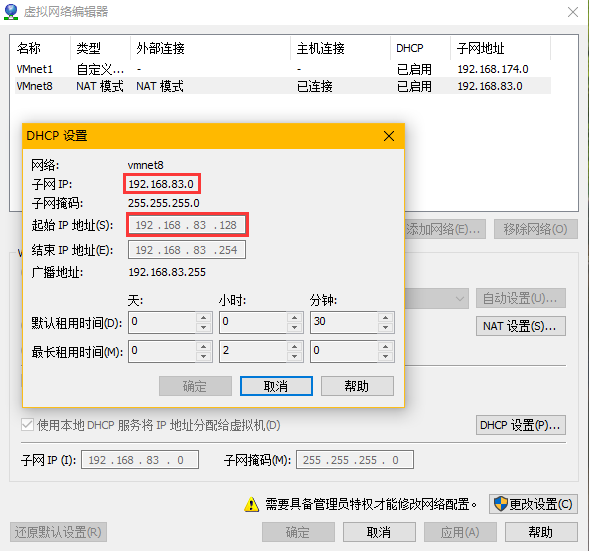 虚拟网络编辑器
名称 类型 外部连接 主机连接 DHCP 子网地址
VMnet1 自定义... - - 已启用 192.168.174.0
VMnet8 NAT 模式 NAT 模式 已连接 已启用 192.168.83.0
DHCP 设置
网络: vmnet8
子网 IP: 192.168.83.0
子网掩码: 255.255.255.0
起始 IP 地址(S): 192 . 168 . 83 . 128
结束 IP 地址(E): 192 . 168 . 83 . 254
广播地址: 192.168.83.255
天: 小时: 分钟:
默认租用时间(D): 0 0 30
最长租用时间(M): 0 2 0
确定 取消 帮助
添加网络(E)... 移除网络(O)
自动设置(U)...
NAT 设置(S)...
使用本地 DHCP 服务将 IP 地址分配给虚拟机(D) DHCP 设置(P)...
子网 IP (I): 192 . 168 . 83 . 0 子网掩码(M): 255 . 255 . 255 . 0
需要具备管理员特权才能修改网络配置。 更改设置(C)
还原默认设置(R) 确定 取消 应用(A) 帮助